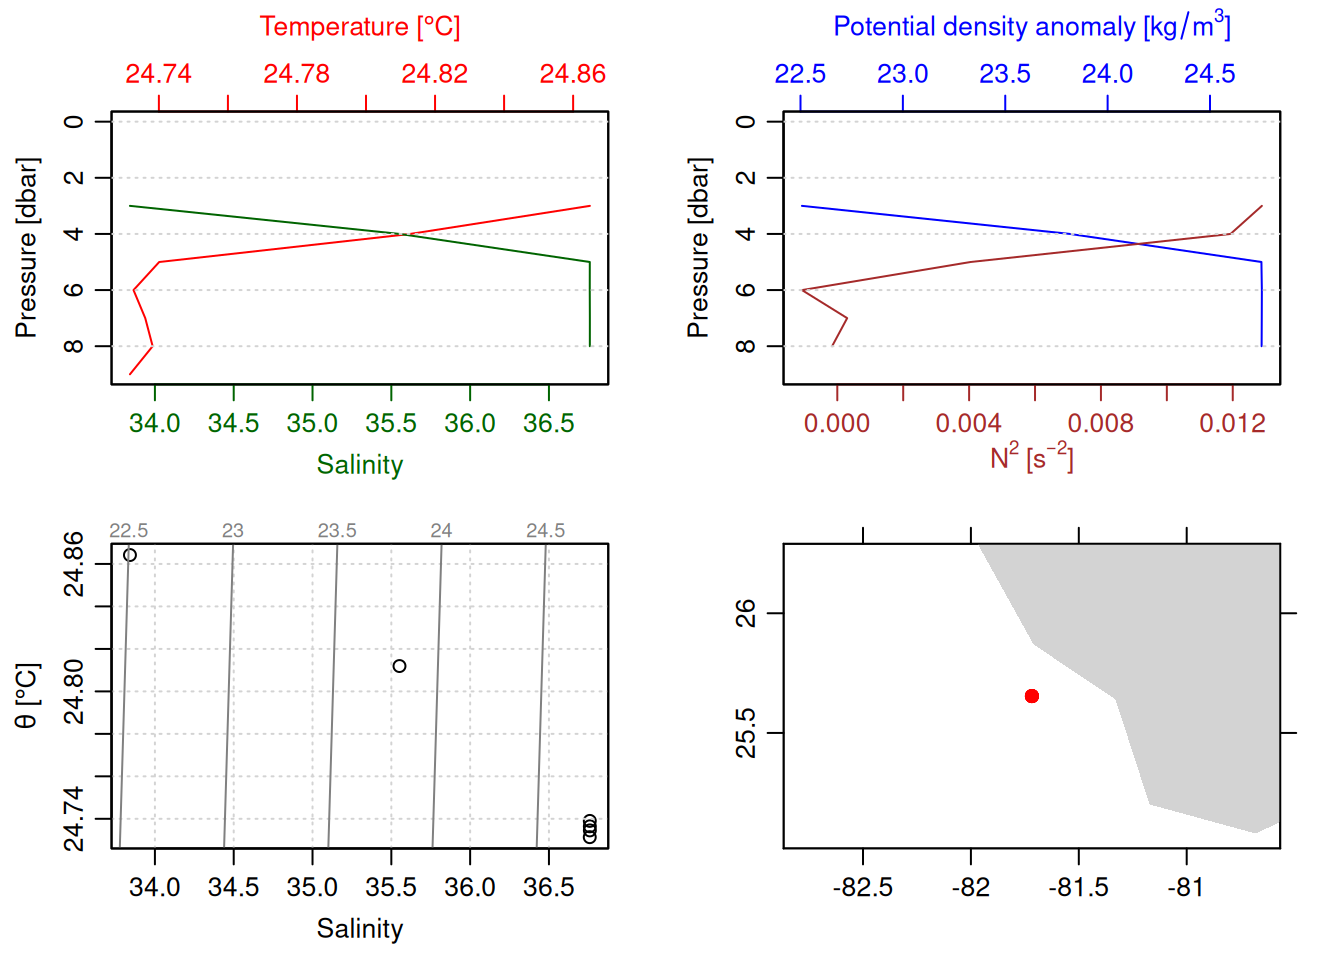 Temperature [°C]
24.74 24.78 24.82 24.86
0
2
4
6
8
Pressure [dbar]
34.0 34.5 35.0 35.5 36.0 36.5
Salinity
Potential density anomaly [kg/m³]
22.5 23.0 23.5 24.0 24.5
0
2
4
6
8
Pressure [dbar]
0.000 0.004 0.008 0.012
N² [s⁻²]
22.5 23 23.5 24 24.5
24.86
24.80
24.74
θ [°C]
34.0 34.5 35.0 35.5 36.0 36.5
Salinity
26
25.5
-82.5 -82 -81.5 -81